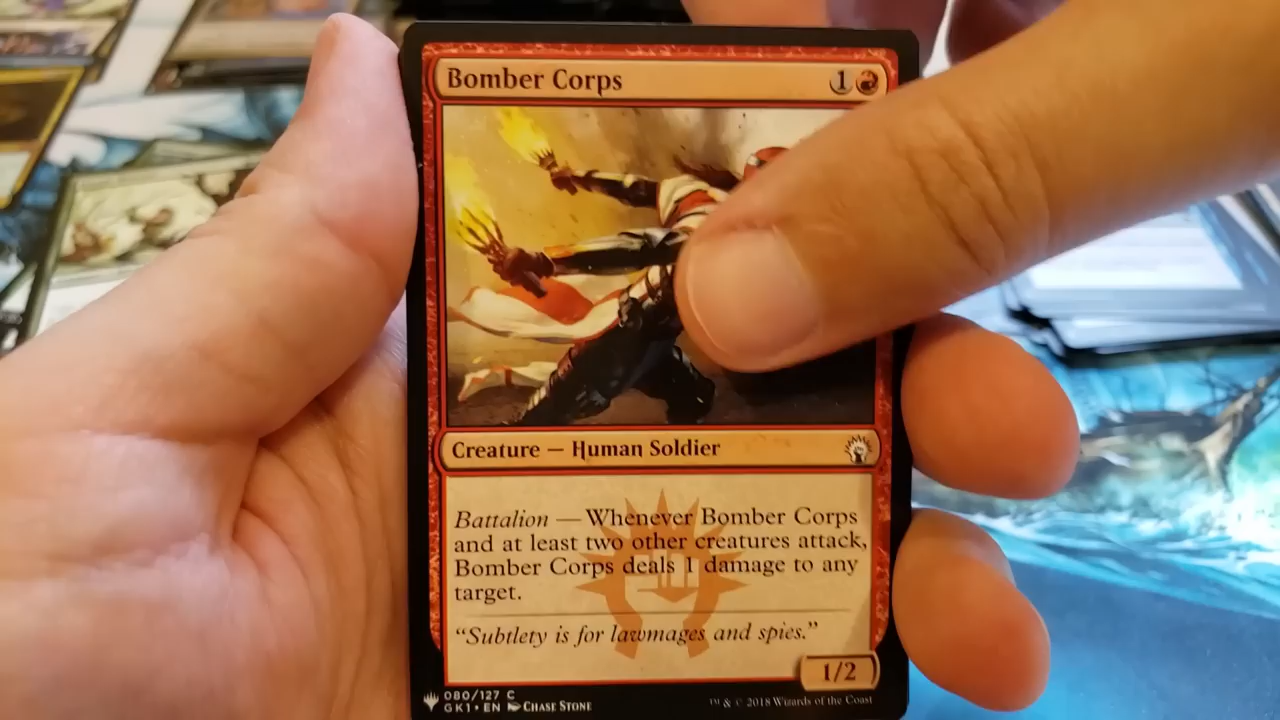 Bomber Corps 1
Creature — Human Soldier
Battalion — Whenever Bomber Corps
and at least two other creatures attack,
Bomber Corps deals 1 damage to any
target.
“Subtlety is for lawmages and spies.”
1/2
080/127 C
GK1 • EN CHASE STONE
™ & © 2018 Wizards of the Coast